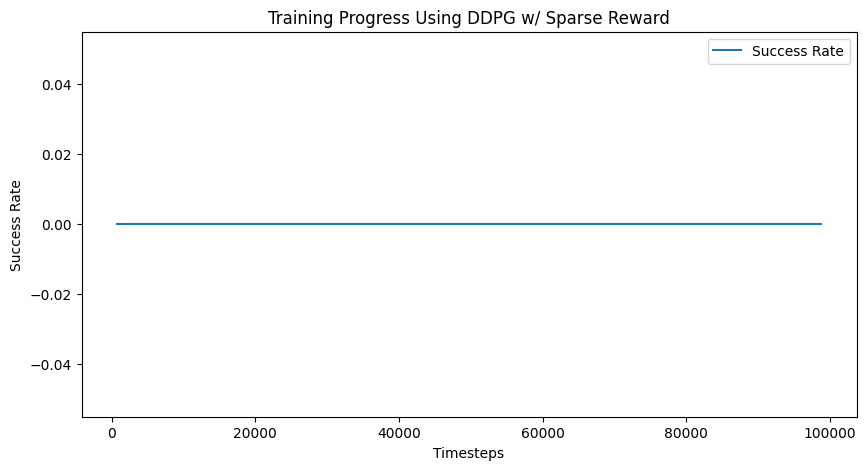 Training Progress Using DDPG w/ Sparse Reward
Success Rate
0.04
0.02
0.00
−0.02
−0.04
Success Rate
0
20000
40000
60000
80000
100000
Timesteps